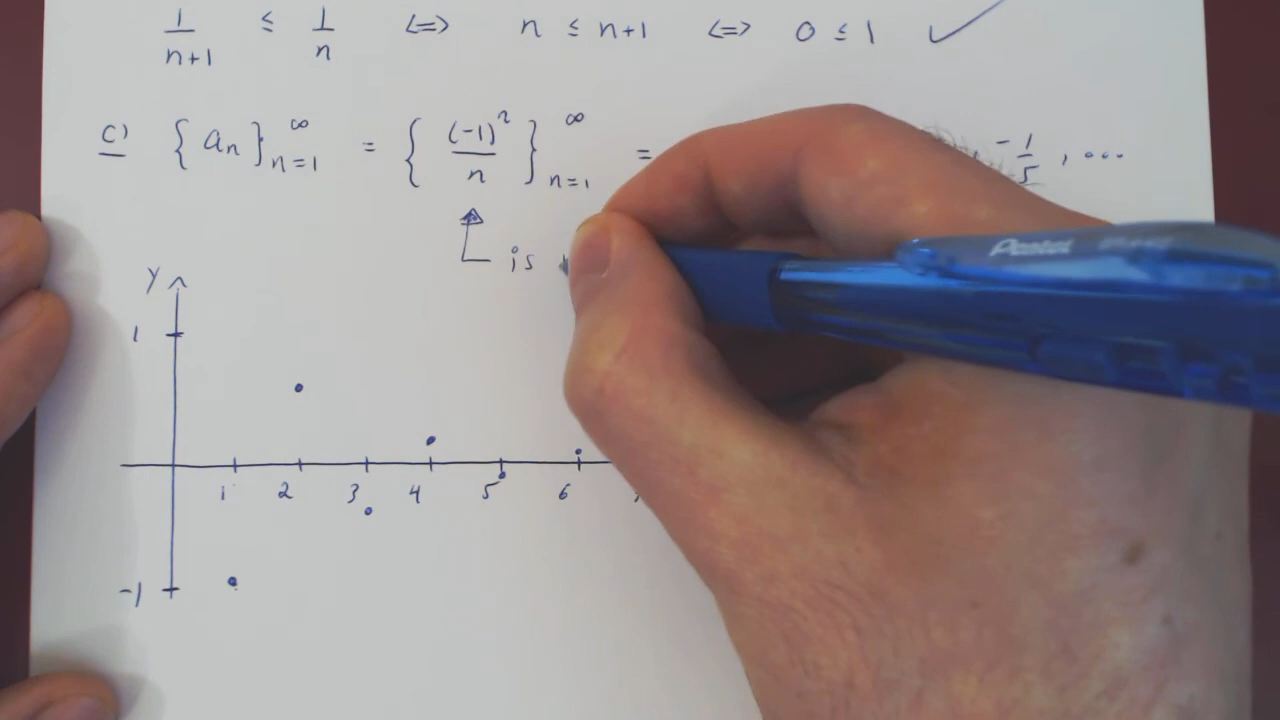 1/(n+1) ≤ 1/n <=> n ≤ n+1 <=> 0 ≤ 1 ✓
c) {a_n}_{n=1}^∞ = {(-1)^n/n}_{n=1}^∞ = , -1/5, ...
is
y
1
1 2 3 4 5 6
-1
Pentel